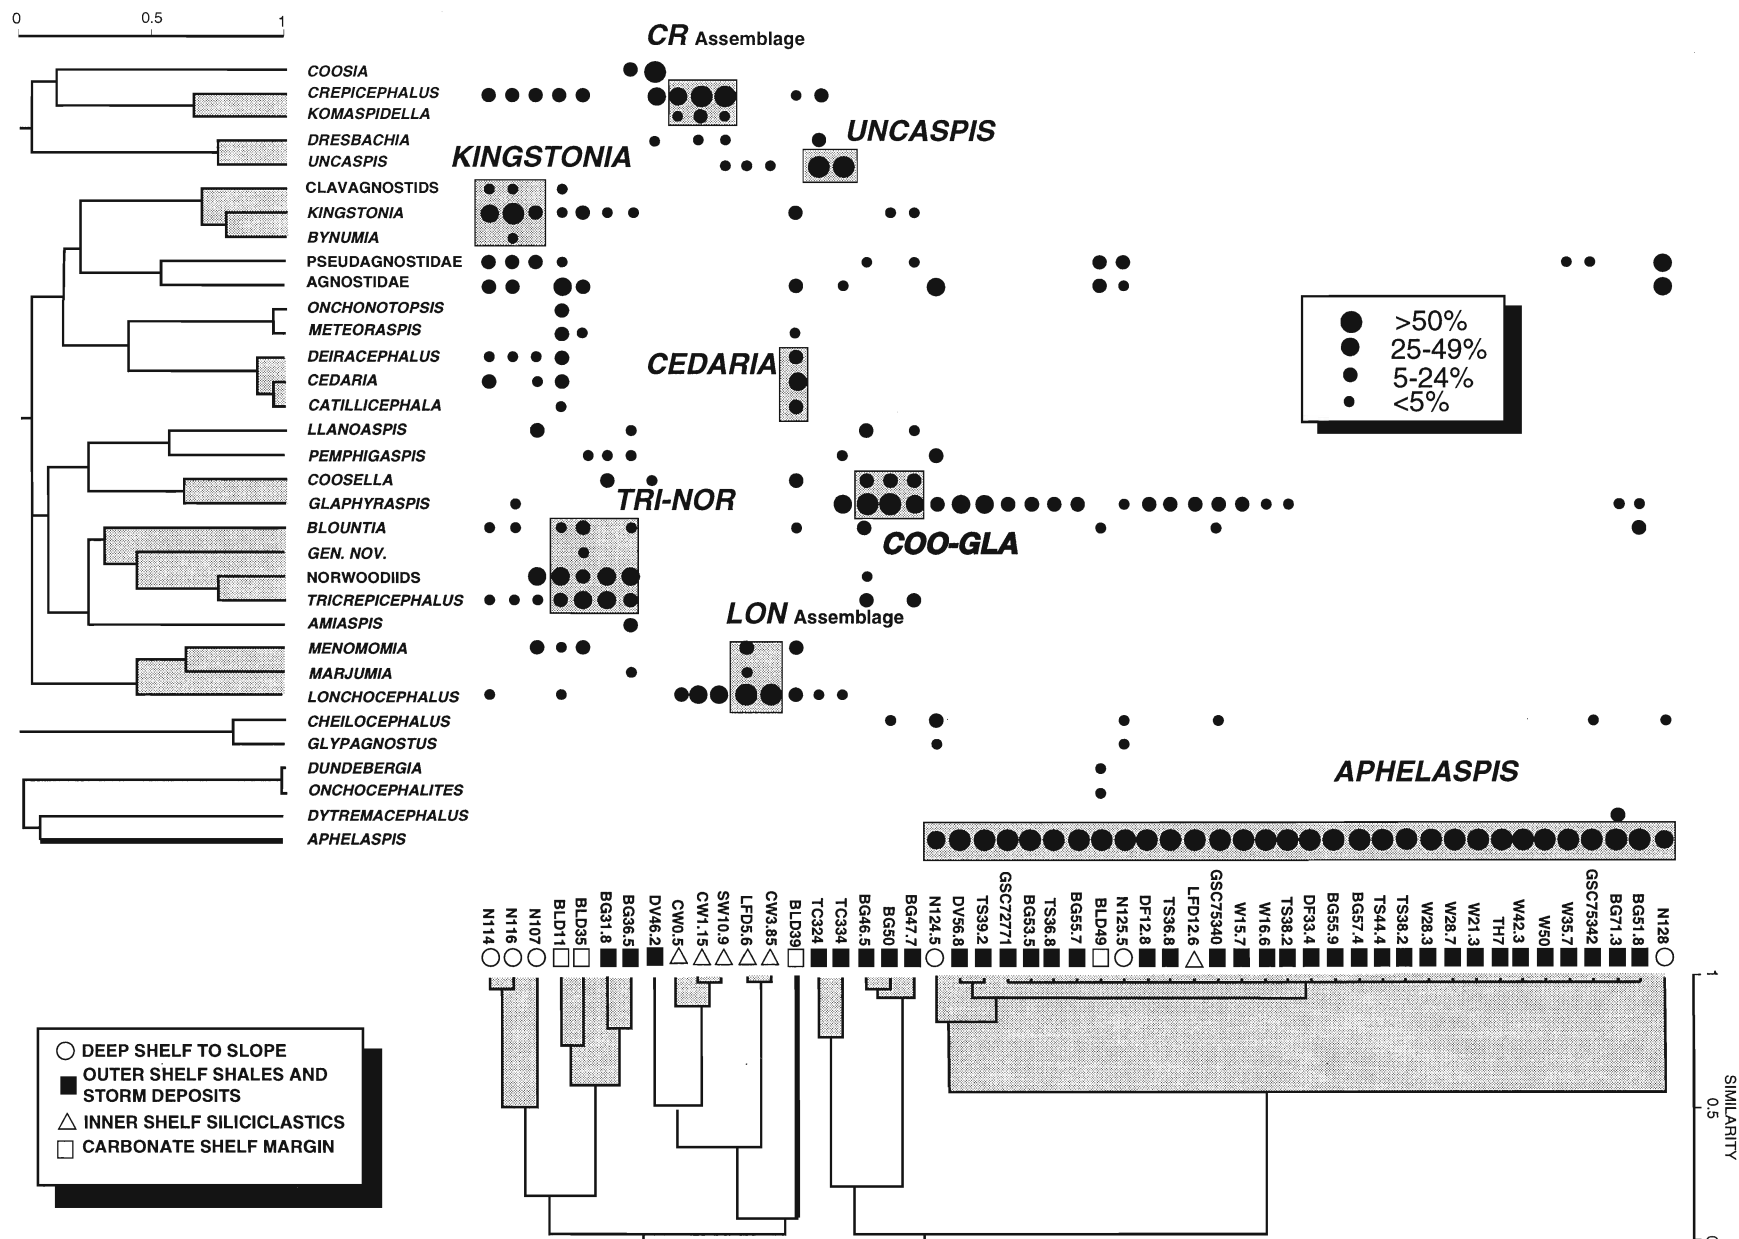 0 0.5 1
CR Assemblage
COOSIA
CREPICEPHALUS
KOMASPIDELLA
DRESBACHIA
UNCASPIS
UNCASPIS
KINGSTONIA
CLAVAGNOSTIDS
KINGSTONIA
BYNUMIA
PSEUDAGNOSTIDAE
AGNOSTIDAE
ONCHONOTOPSIS
METEORASPIS
DEIRACEPHALUS
CEDARIA
CEDARIA
CATILLICEPHALA
>50%
25-49%
5-24%
<5%
LLANOASPIS
PEMPHIGASPIS
COOSELLA
TRI-NOR
GLAPHYRASPIS
BLOUNTIA
COO-GLA
GEN. NOV.
NORWOODIIDS
TRICREPICEPHALUS
LON Assemblage
AMIASPIS
MENOMOMIA
MARJUMIA
LONCHOCEPHALUS
CHEILOCEPHALUS
GLYPAGNOSTUS
DUNDEBERGIA
APHELASPIS
ONCHOCEPHALITES
DYTREMACEPHALUS
APHELASPIS
N114
N116
N107
BLD11
BLD35
BG31.8
BG36.5
DV46.2
CW0.5
CW1.15
SW10.9
LFD5.6
CW3.85
BLD39
TC324
TC334
BG46.5
BG50
BG47.7
N124.5
DV56.8
TS39.2
GSC72771
BG53.5
TS36.8
BG55.7
BLD49
N125.5
DF12.8
TS36.8
LFD12.6
GSC75340
W15.7
W16.6
TS38.2
DF33.4
BG55.9
BG57.4
TS44.4
TS38.2
W28.3
W28.7
W21.3
TH7
W42.3
W50
W35.7
GSC75342
BG71.3
BG51.8
N128
1
0.5
SIMILARITY
DEEP SHELF TO SLOPE
OUTER SHELF SHALES AND
STORM DEPOSITS
INNER SHELF SILICICLASTICS
CARBONATE SHELF MARGIN